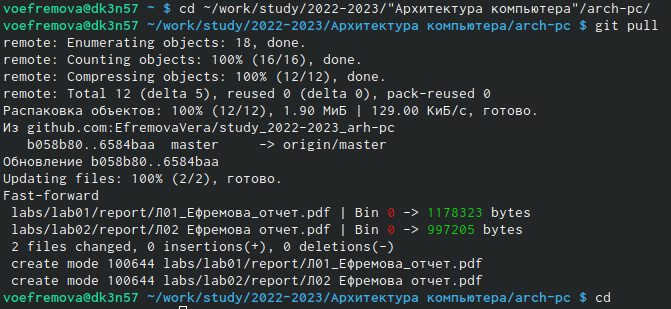 voefremova@dk3n57 ~ $ cd ~/work/study/2022-2023/"Архитектура компьютера"/arch-pc/
voefremova@dk3n57 ~/work/study/2022-2023/Архитектура компьютера/arch-pc $ git pull
remote: Enumerating objects: 18, done.
remote: Counting objects: 100% (16/16), done.
remote: Compressing objects: 100% (12/12), done.
remote: Total 12 (delta 5), reused 0 (delta 0), pack-reused 0
Распаковка объектов: 100% (12/12), 1.90 МиБ | 129.00 КиБ/с, готово.
Из github.com:EfremovaVera/study_2022-2023_arh-pc
   b058b80..6584baa  master     -> origin/master
Обновление b058b80..6584baa
Updating files: 100% (2/2), готово.
Fast-forward
 labs/lab01/report/Л01_Ефремова_отчет.pdf | Bin 0 -> 1178323 bytes
 labs/lab02/report/Л02 Ефремова отчет.pdf | Bin 0 -> 997205 bytes
 2 files changed, 0 insertions(+), 0 deletions(-)
 create mode 100644 labs/lab01/report/Л01_Ефремова_отчет.pdf
 create mode 100644 labs/lab02/report/Л02 Ефремова отчет.pdf
voefremova@dk3n57 ~/work/study/2022-2023/Архитектура компьютера/arch-pc $ cd